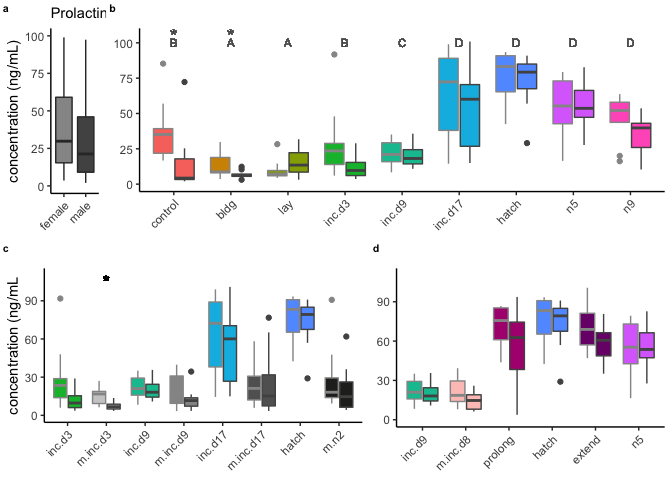 a
Prolactin
b
concentration (ng/mL)
100
75
50
25
0
female
male
100
75
50
25
0
* *
B A A B C D D D D
control
bldg
lay
inc.d3
inc.d9
inc.d17
hatch
n5
n9
c
concentration (ng/mL
90
60
30
0
*
inc.d3
m.inc.d3
inc.d9
m.inc.d9
inc.d17
m.inc.d17
hatch
m.n2
d
90
60
30
0
inc.d9
m.inc.d8
prolong
hatch
extend
n5